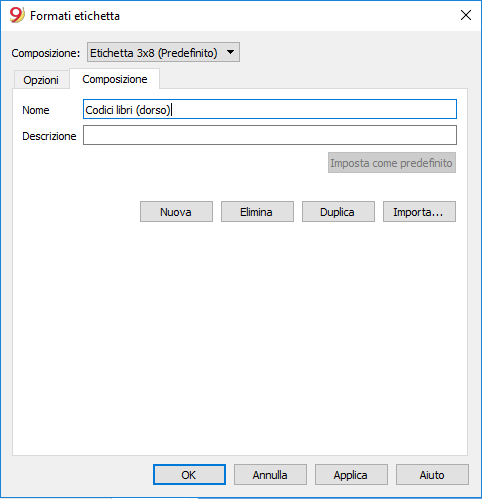 9 Formati etichetta
Composizione: Etichetta 3x8 (Predefinito)
Opzioni Composizione
Nome Codici libri (dorso)
Descrizione
Imposta come predefinito
Nuova Elimina Duplica Importa...
OK Annulla Applica Aiuto